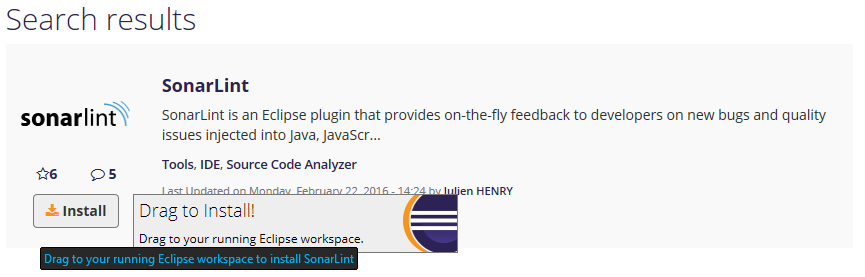 Search results
sonarlint
SonarLint
SonarLint is an Eclipse plugin that provides on-the-fly feedback to developers on new bugs and quality
issues injected into Java, JavaScr...
Tools, IDE, Source Code Analyzer
6
5
Last Updated on Monday, February 22, 2016 - 14:24 by Julien HENRY
Install
Drag to Install!
Drag to your running Eclipse workspace.
Drag to your running Eclipse workspace to install SonarLint